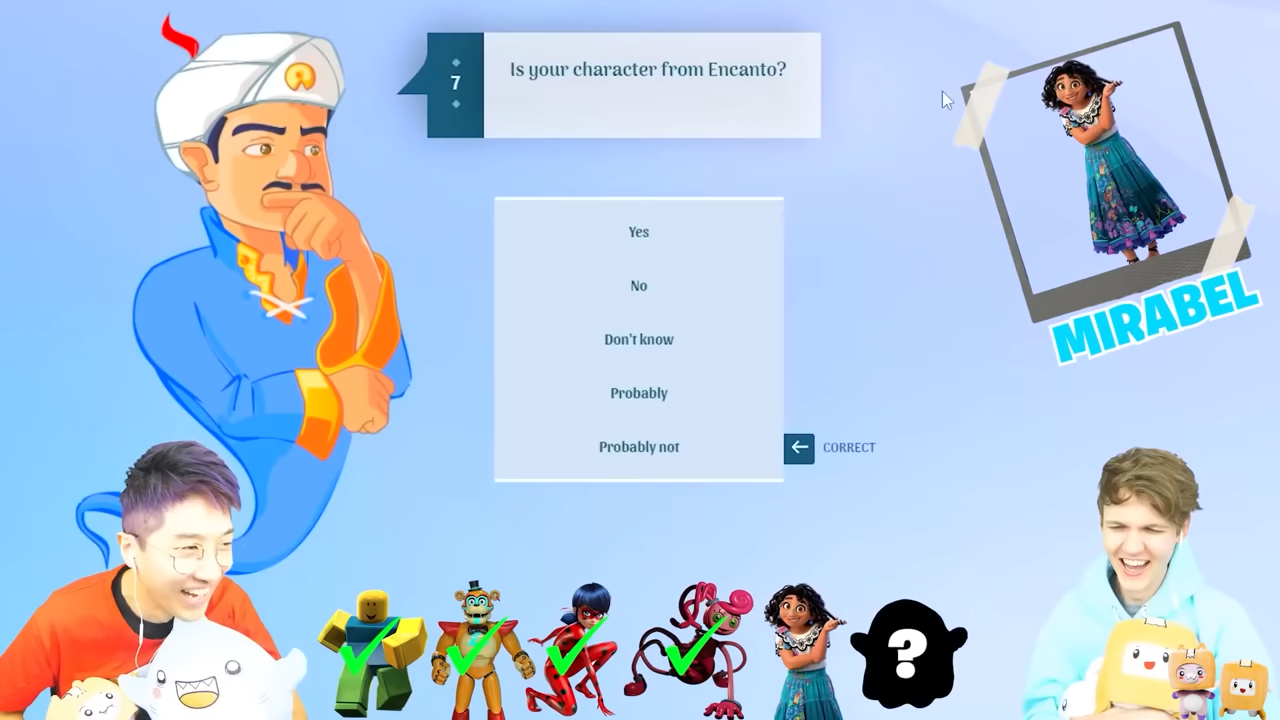 7
Is your character from Encanto?
Yes
No
Don't know
Probably
Probably not
CORRECT
MIRABEL
?